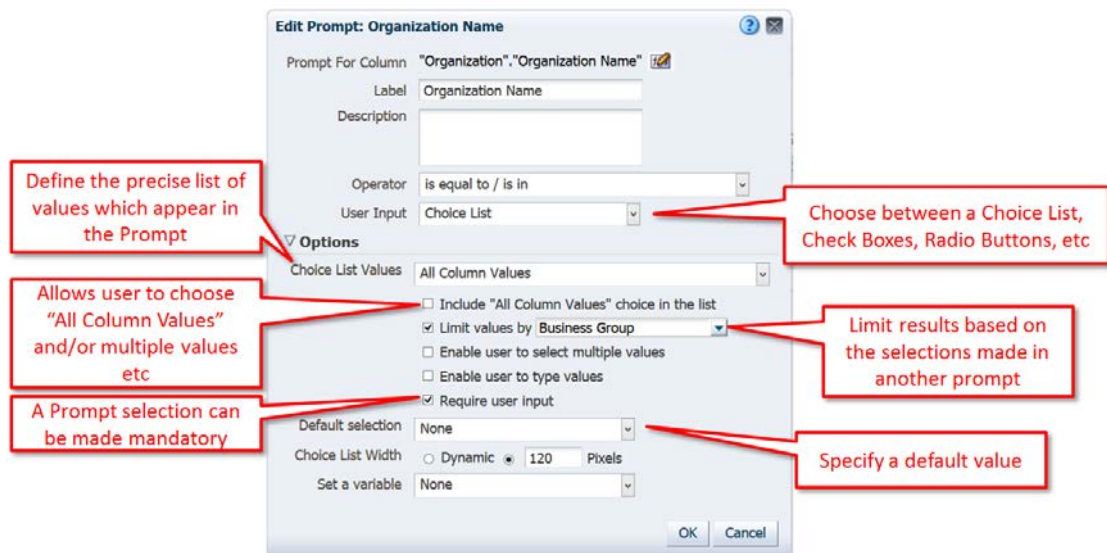 Edit Prompt: Organization Name
Prompt For Column "Organization"."Organization Name"
Label Organization Name
Description
Operator is equal to / is in
User Input Choice List
Options
Choice List Values All Column Values
Include "All Column Values" choice in the list
Limit values by Business Group
Enable user to select multiple values
Enable user to type values
Require user input
Default selection None
Choice List Width Dynamic 120 Pixels
Set a variable None
OK Cancel
Define the precise list of
values which appear in
the Prompt
Allows user to choose
“All Column Values”
and/or multiple values
etc
A Prompt selection can
be made mandatory
Choose between a Choice List,
Check Boxes, Radio Buttons, etc
Limit results based on
the selections made in
another prompt
Specify a default value